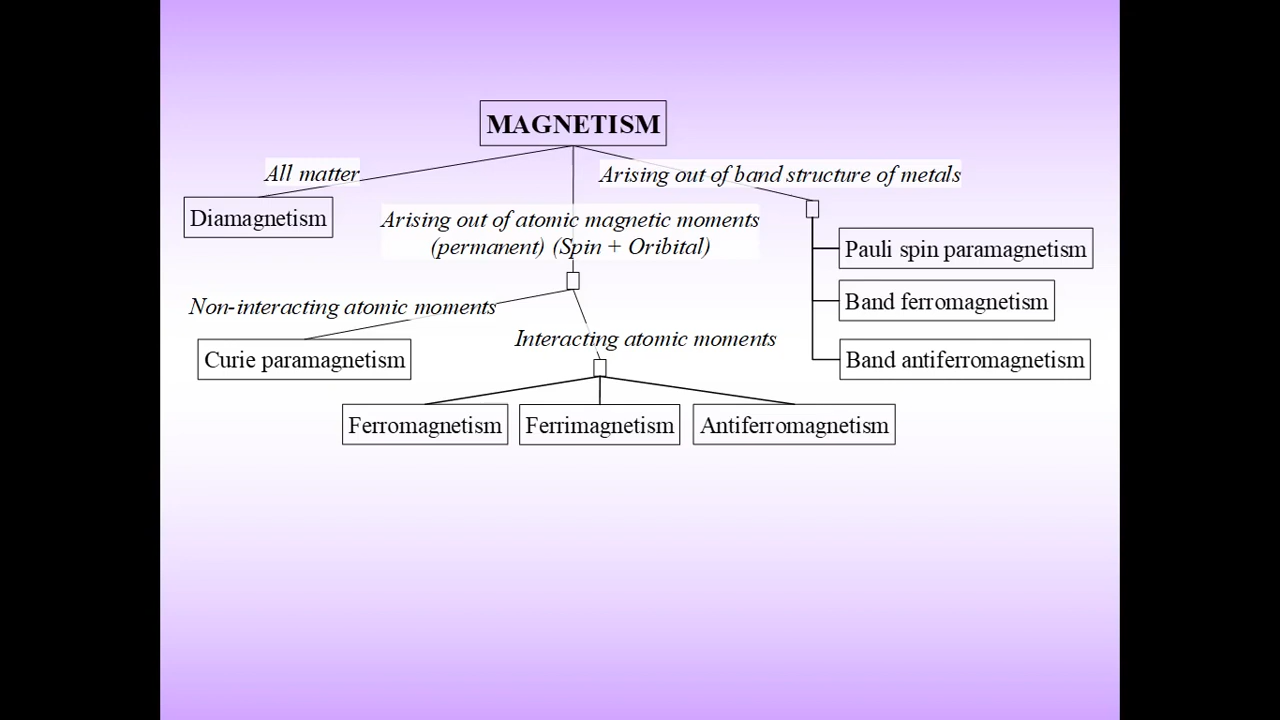 MAGNETISM
All matter
Arising out of band structure of metals
Diamagnetism
Arising out of atomic magnetic moments
(permanent) (Spin + Oribital)
Pauli spin paramagnetism
Band ferromagnetism
Band antiferromagnetism
Non-interacting atomic moments
Interacting atomic moments
Curie paramagnetism
Ferromagnetism
Ferrimagnetism
Antiferromagnetism